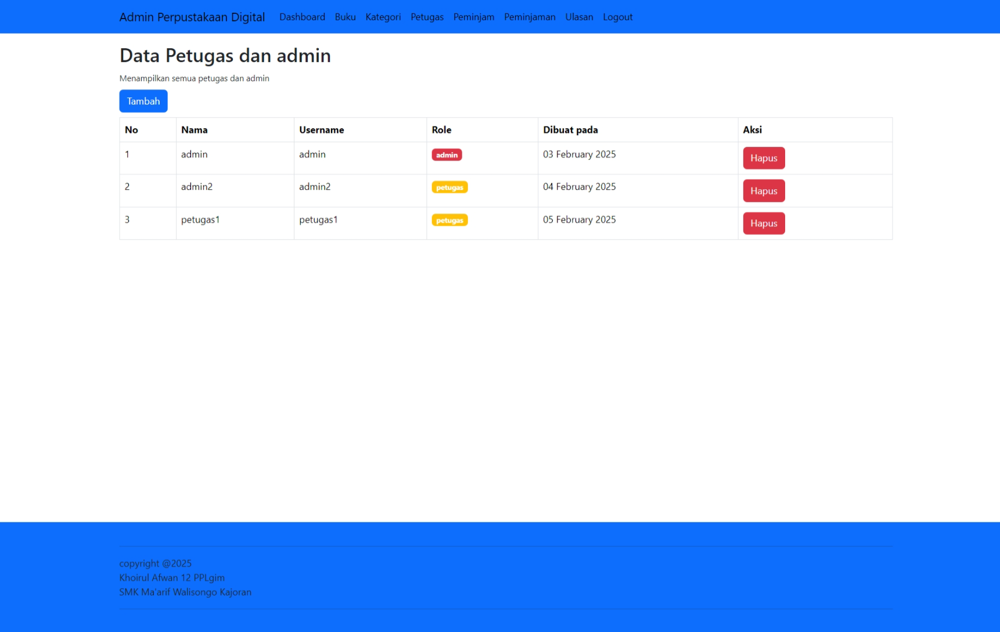 Admin Perpustakaan Digital Dashboard Buku Kategori Petugas Peminjam Peminjaman Ulasan Logout
Data Petugas dan admin
Menampilkan semua petugas dan admin
Tambah
No Nama Username Role Dibuat pada Aksi
1 admin admin admin 03 February 2025 Hapus
2 admin2 admin2 petugas 04 February 2025 Hapus
3 petugas1 petugas1 petugas 05 February 2025 Hapus
copyright @2025
Khoirul Afwan 12 PPLgim
SMK Ma'arif Walisongo Kajoran